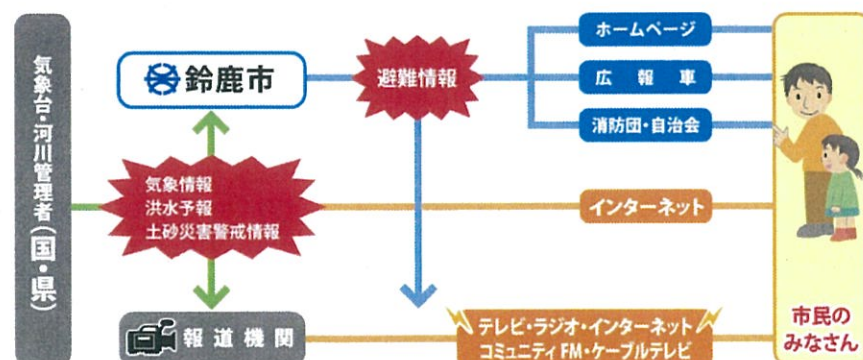 気象台・河川管理者(国・県)
鈴鹿市
避難情報
ホームページ
広報車
消防団・自治会
気象情報
洪水予報
土砂災害警戒情報
インターネット
報道機関
テレビ・ラジオ・インターネット
コミュニティFM・ケーブルテレビ
市民の
みなさん